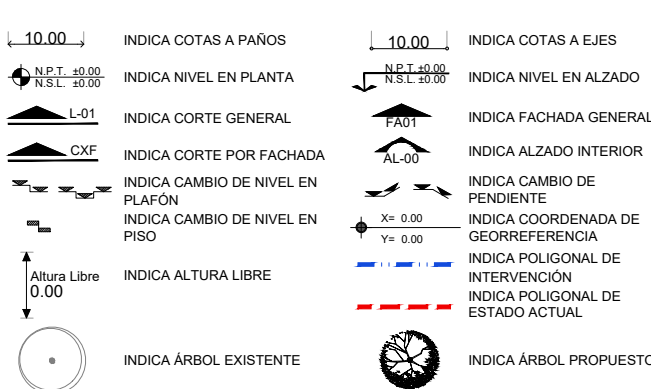 10.00
INDICA COTAS A PAÑOS
N.P.T. ±0.00
N.S.L. ±0.00
INDICA NIVEL EN PLANTA
L-01
INDICA CORTE GENERAL
CXF
INDICA CORTE POR FACHADA
INDICA CAMBIO DE NIVEL EN
PLAFÓN
INDICA CAMBIO DE NIVEL EN
PISO
Altura Libre
0.00
INDICA ALTURA LIBRE
INDICA ÁRBOL EXISTENTE
10.00
INDICA COTAS A EJES
N.P.T. ±0.00
N.S.L. ±0.00
INDICA NIVEL EN ALZADO
FA01
INDICA FACHADA GENERAL
AL-00
INDICA ALZADO INTERIOR
INDICA CAMBIO DE
PENDIENTE
X= 0.00
Y= 0.00
INDICA COORDENADA DE
GEORREFERENCIA
INDICA POLIGONAL DE
INTERVENCIÓN
INDICA POLIGONAL DE
ESTADO ACTUAL
INDICA ÁRBOL PROPUESTO